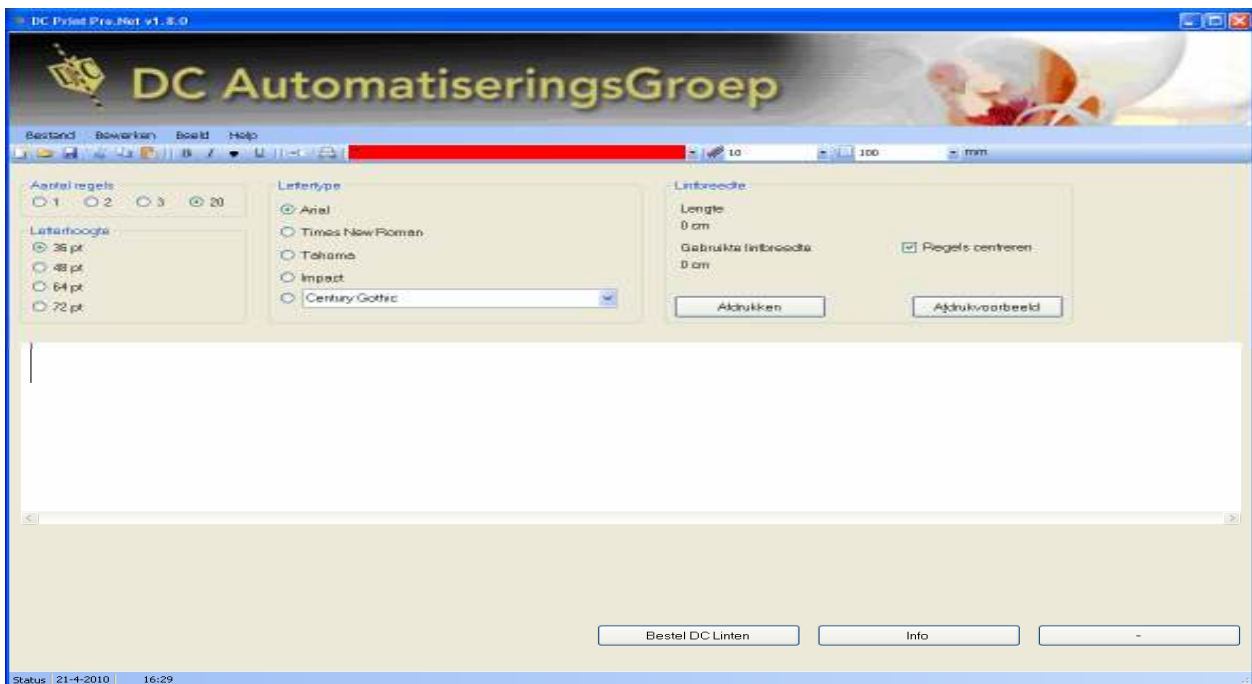 DC Print Pro.Net v1.8.0
DC AutomatiseringsGroep
Bestand Bewerken Beeld Help
B I U 10 100 mm
Aantal regels
1 2 3 20
Letterhoogte
36 pt
48 pt
64 pt
72 pt
Lettertype
Arial
Times New Roman
Tahoma
Impact
Century Gothic
Lintbreedte
Lengte
0 cm
Gebruikte lintbreedte
0 cm
Regels centreren
Afdrukken Afdrukvoorbeeld
Bestel DC Linten Info -
Status 21-4-2010 16:29